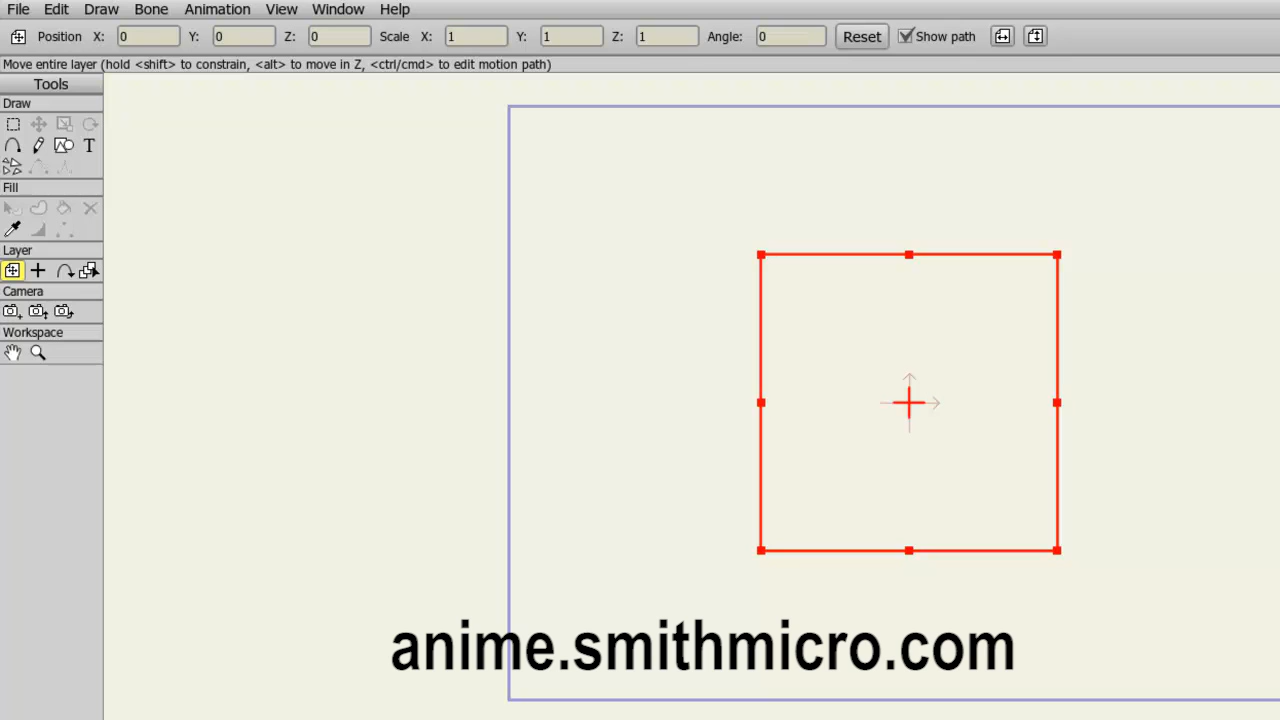 File Edit Draw Bone Animation View Window Help
Position X: 0 Y: 0 Z: 0 Scale X: 1 Y: 1 Z: 1 Angle: 0 Reset Show path
Move entire layer (hold <shift> to constrain, <alt> to move in Z, <ctrl/cmd> to edit motion path)
Tools
Draw
T
Fill
Layer
Camera
Workspace
anime.smithmicro.com